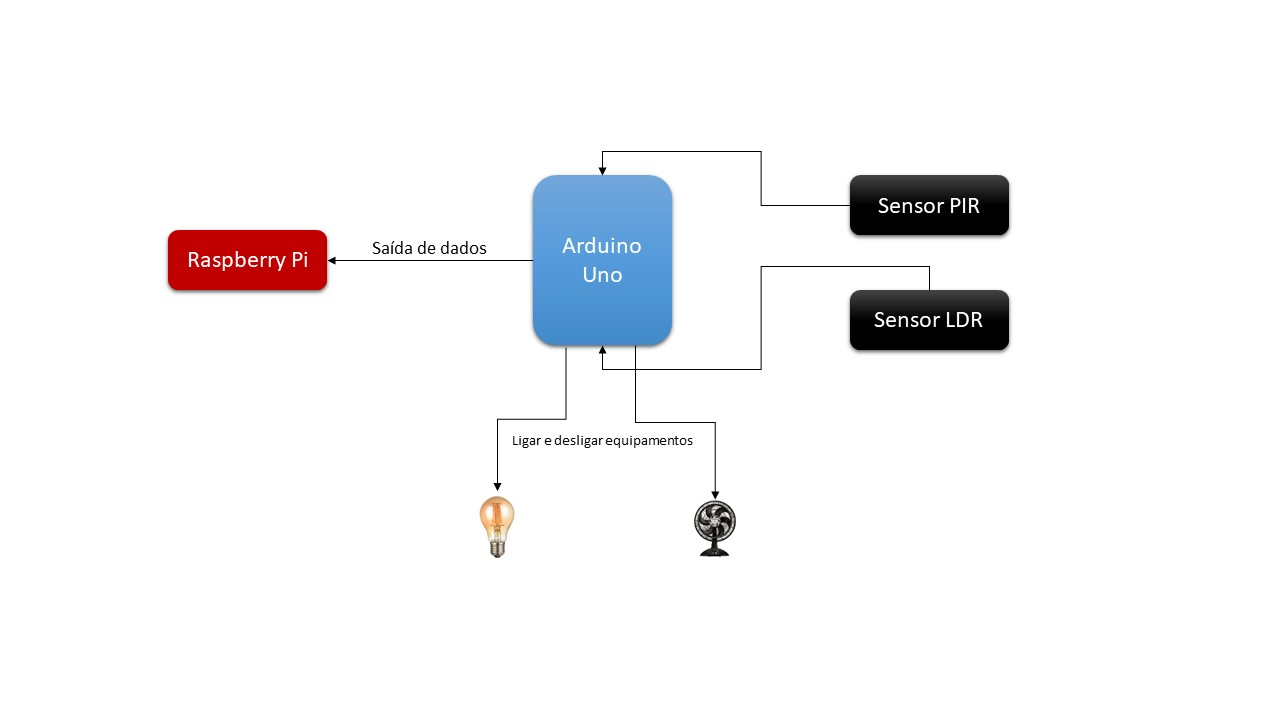 Sensor PIR
Arduino
Uno
Saída de dados
Raspberry Pi
Sensor LDR
Ligar e desligar equipamentos